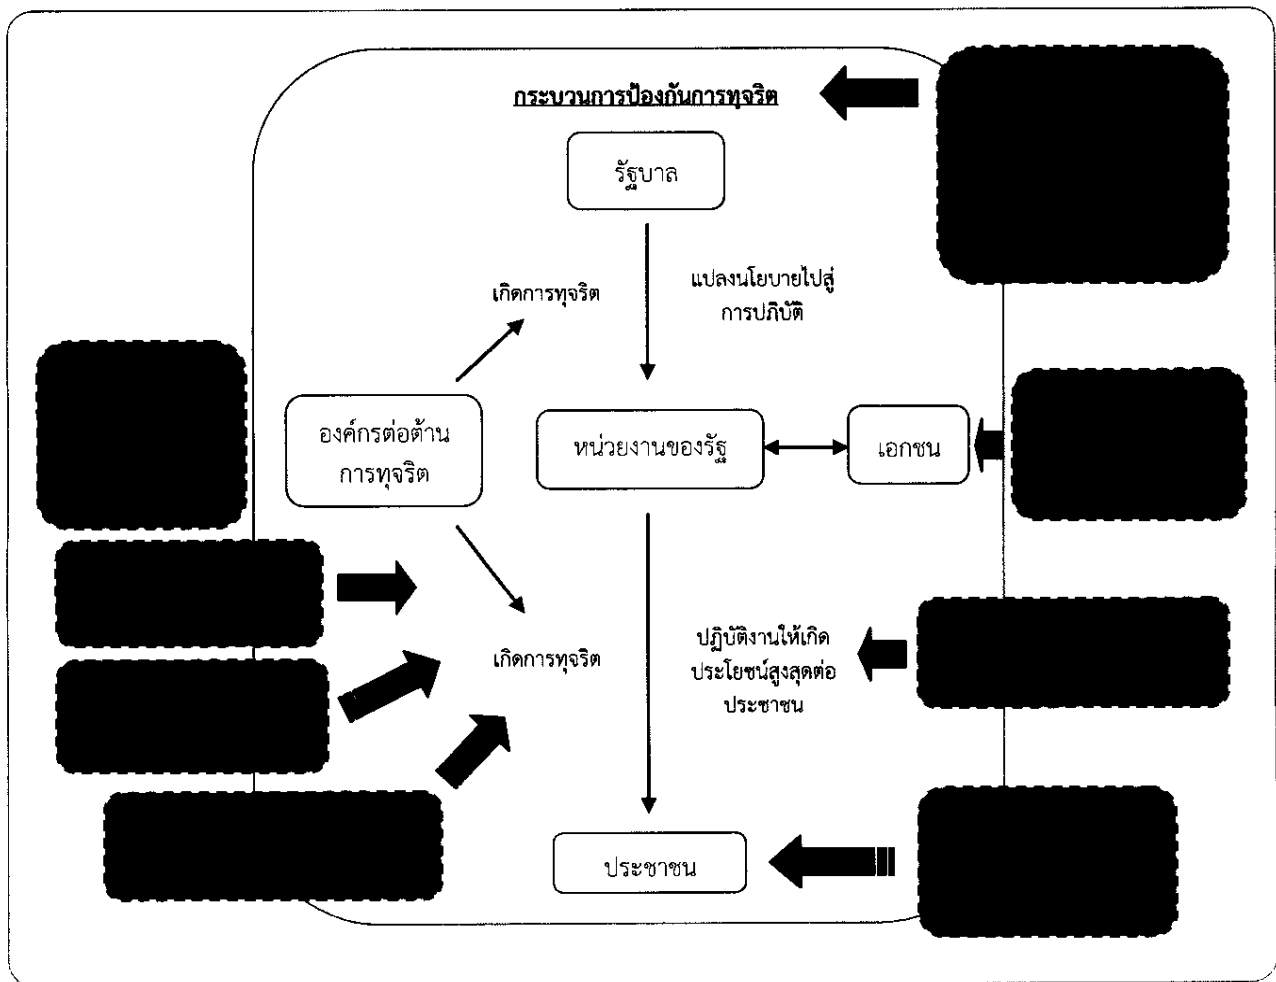 กระบวนการป้องกันการทุจริต
รัฐบาล
เกิดการทุจริต
แปลงนโยบายไปสู่
การปฏิบัติ
องค์กรต่อต้าน
การทุจริต
หน่วยงานของรัฐ
เอกชน
เกิดการทุจริต
ปฏิบัติงานให้เกิด
ประโยชน์สูงสุดต่อ
ประชาชน
ประชาชน